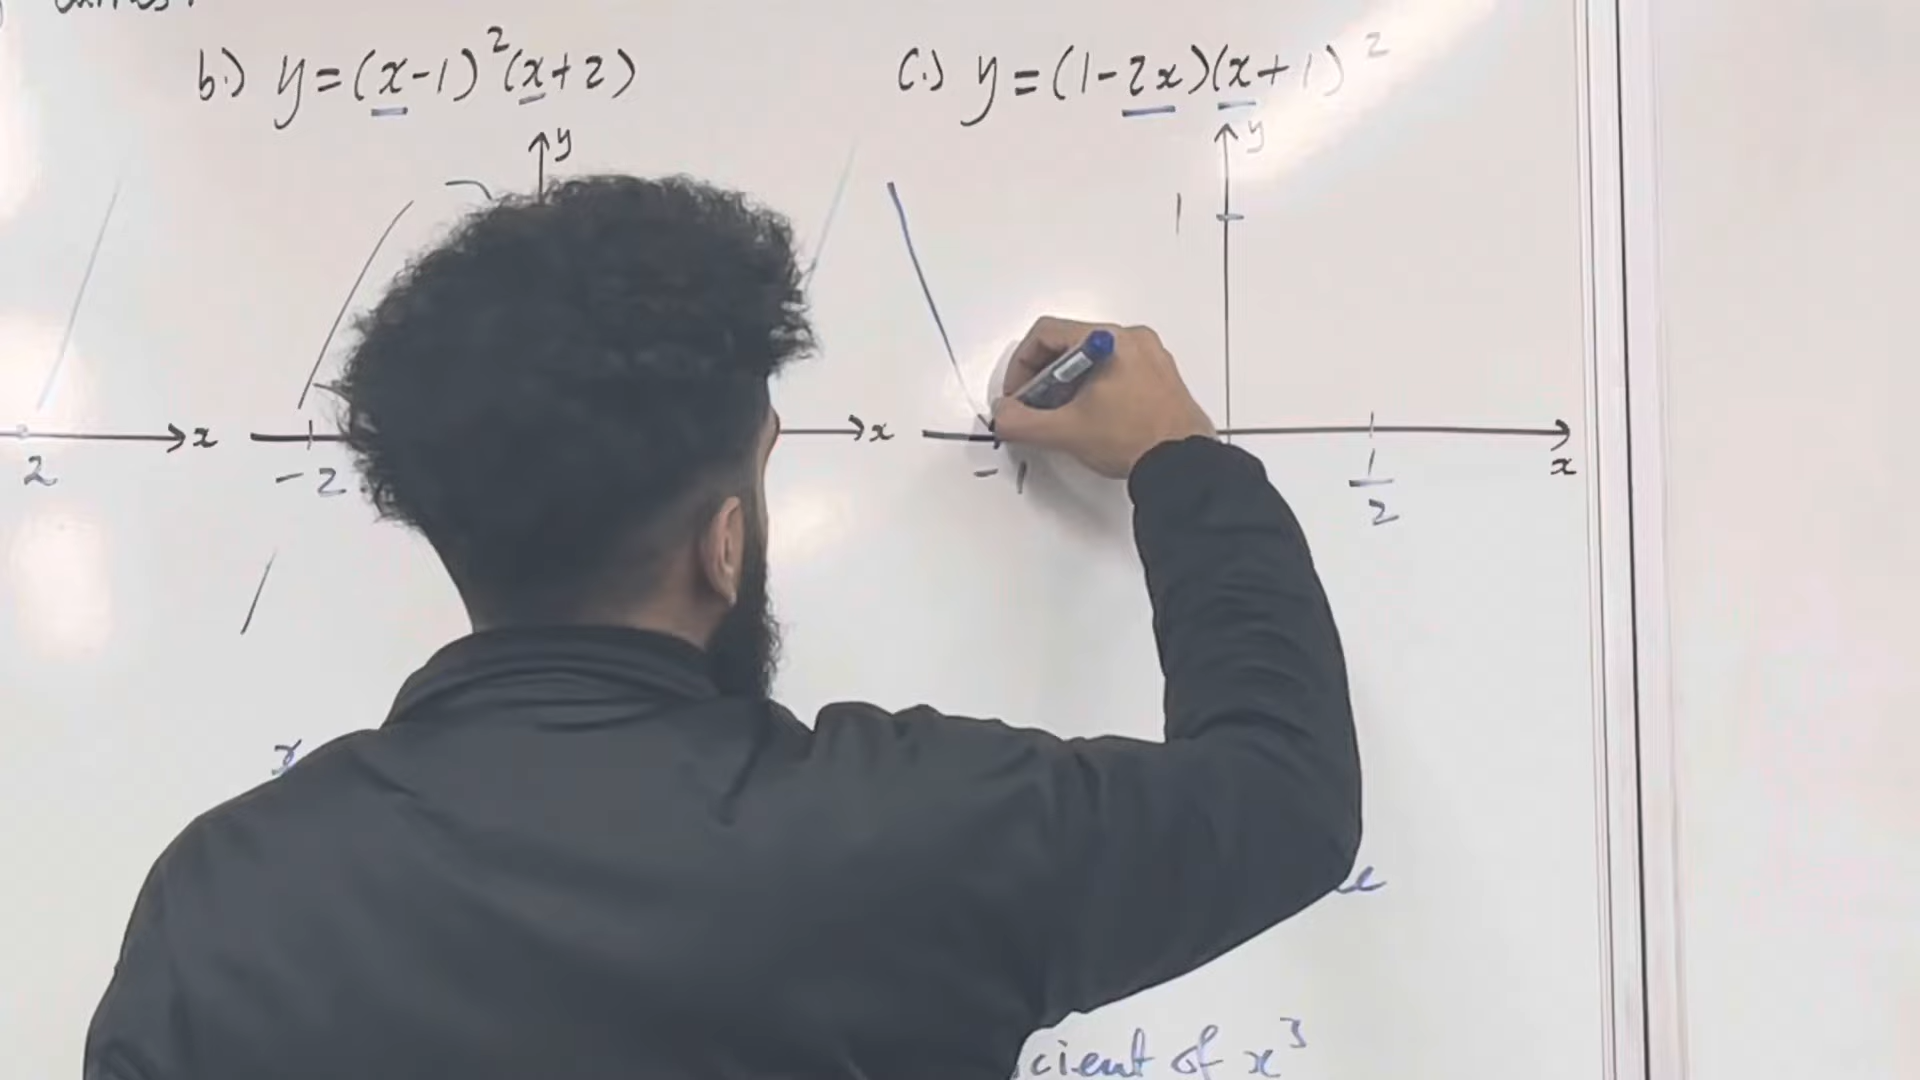 b.) y=(x-1)²(x+2)
c.) y=(1-2x)(x+1)²
y
y
1
x
x
x
2
-2
-1
1/2
x
cient of x³